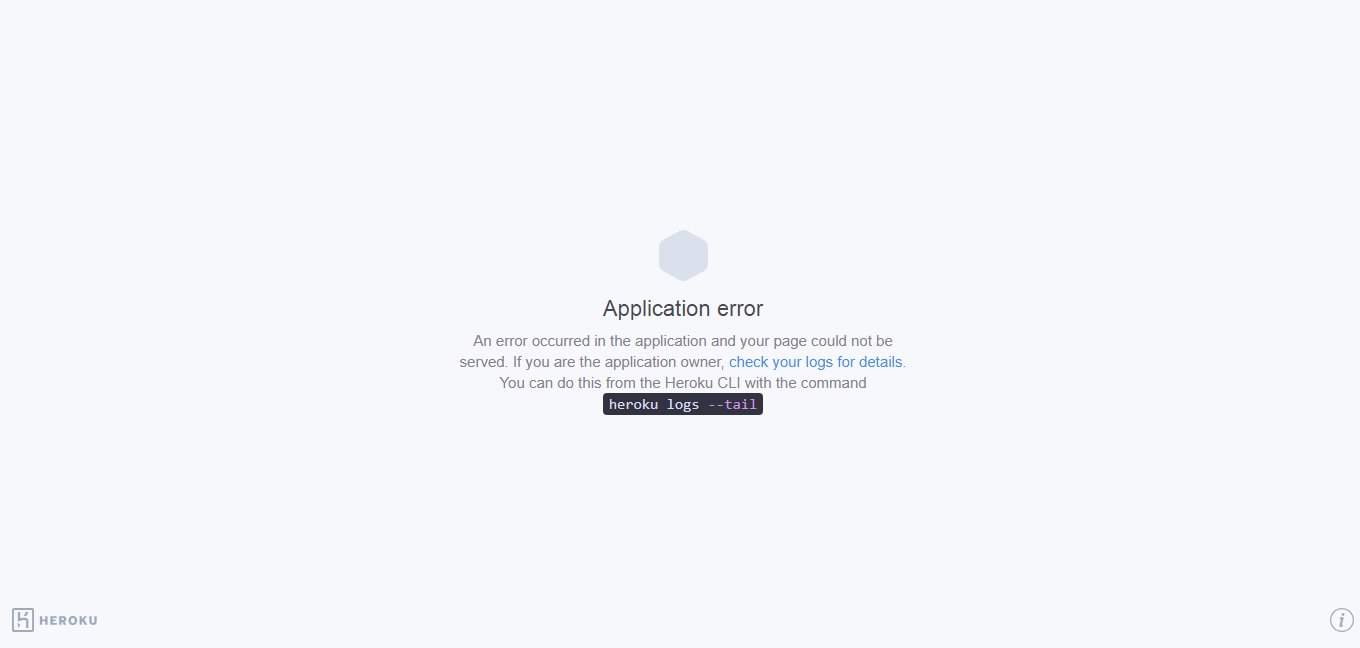 Application error
An error occurred in the application and your page could not be
served. If you are the application owner, check your logs for details.
You can do this from the Heroku CLI with the command
heroku logs --tail
HEROKU
i